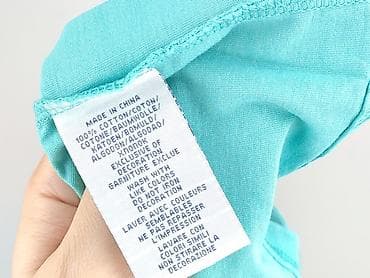 MADE IN CHINA
100% COTTON/COTON/
COTONE/BAUMWOLLE/
KATOEN/BOMULD/
ALGODON/ALGODAO/
ΧΛΟΠΟΚ
EXCLUSIVE OF
DECORATION
GARNITURE EXCLUE
WASH WITH
LIKE COLORS
DO NOT IRON
DECORATION
LAVER AVEC COULEURS
SEMBLABLES
NE PAS REPASSER
L'IMPRESSION
LAVARE CON
COLORI SIMILI
NON STIRARE LA
DECORAZIONE